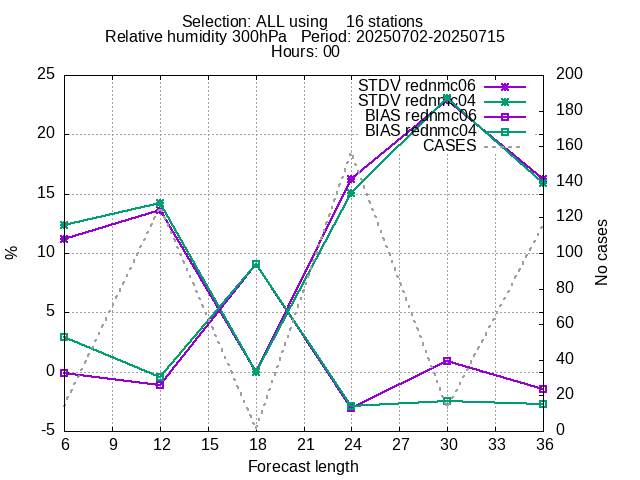 Selection: ALL using 16 stations
Relative humidity 300hPa Period: 20250702-20250715
Hours: 00
STDV rednmc06
STDV rednmc04
BIAS rednmc06
BIAS rednmc04
CASES
25
20
15
10
5
0
-5
%
200
180
160
140
120
100
80
60
40
20
0
No cases
6 9 12 15 18 21 24 27 30 33 36
Forecast length